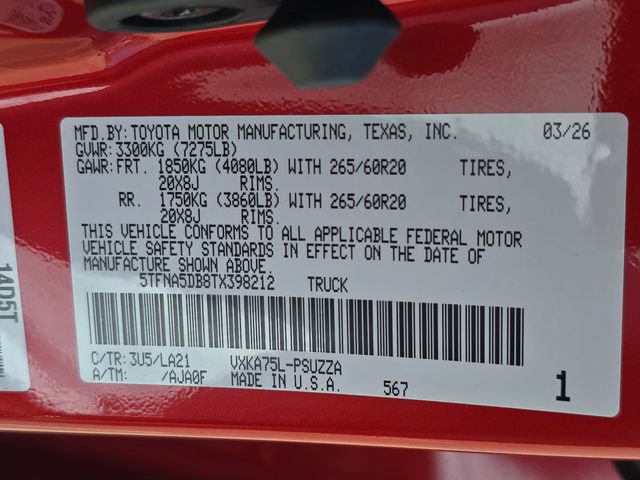 MFD.BY: TOYOTA MOTOR MANUFACTURING, TEXAS, INC. 03/26
GVWR: 3300KG (7275LB)
GAWR: FRT. 1850KG (4080LB) WITH 265/60R20 TIRES,
20X8J RIMS.
RR. 1750KG (3860LB) WITH 265/60R20 TIRES,
20X8J RIMS.
THIS VEHICLE CONFORMS TO ALL APPLICABLE FEDERAL MOTOR
VEHICLE SAFETY STANDARDS IN EFFECT ON THE DATE OF
MANUFACTURE SHOWN ABOVE.
5TFNA5DB8TX398212 TRUCK
C/TR: 3U5/LA21 VXKA75L-PSUZZA
A/TM: /AJA0F MADE IN U.S.A. 567 1
14D5T